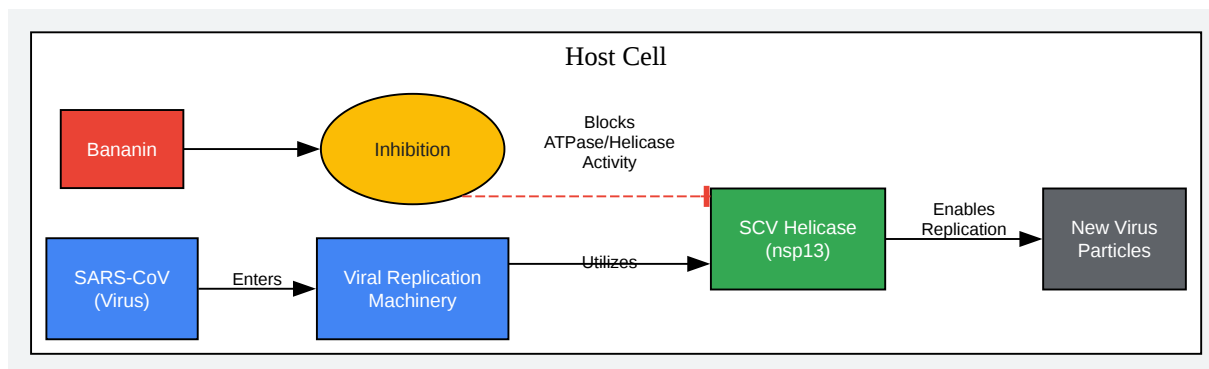 Host Cell
Bananin
Inhibition
Blocks
ATPase/Helicase
Activity
SARS-CoV
(Virus)
Enters
Viral Replication
Machinery
Utilizes
SCV Helicase
(nsp13)
Enables
Replication
New Virus
Particles